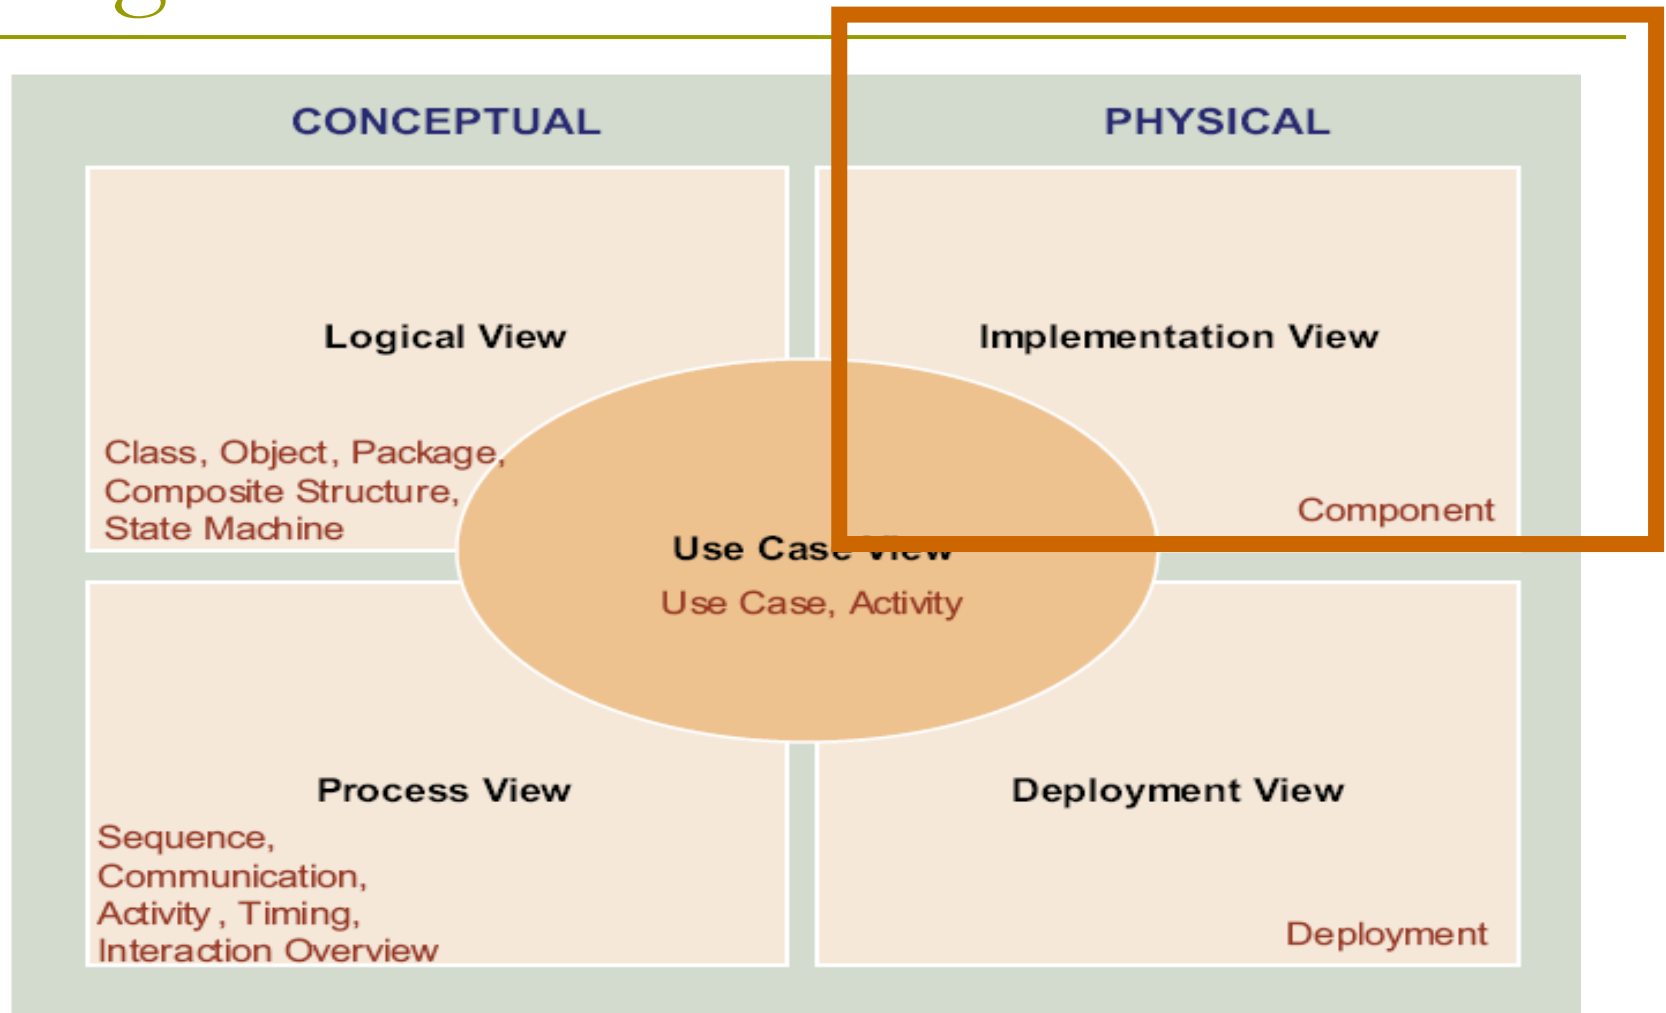 CONCEPTUAL
PHYSICAL
Logical View
Class, Object, Package,
Composite Structure,
State Machine
Implementation View
Component
Use Case View
Use Case, Activity
Process View
Sequence,
Communication,
Activity, Timing,
Interaction Overview
Deployment View
Deployment